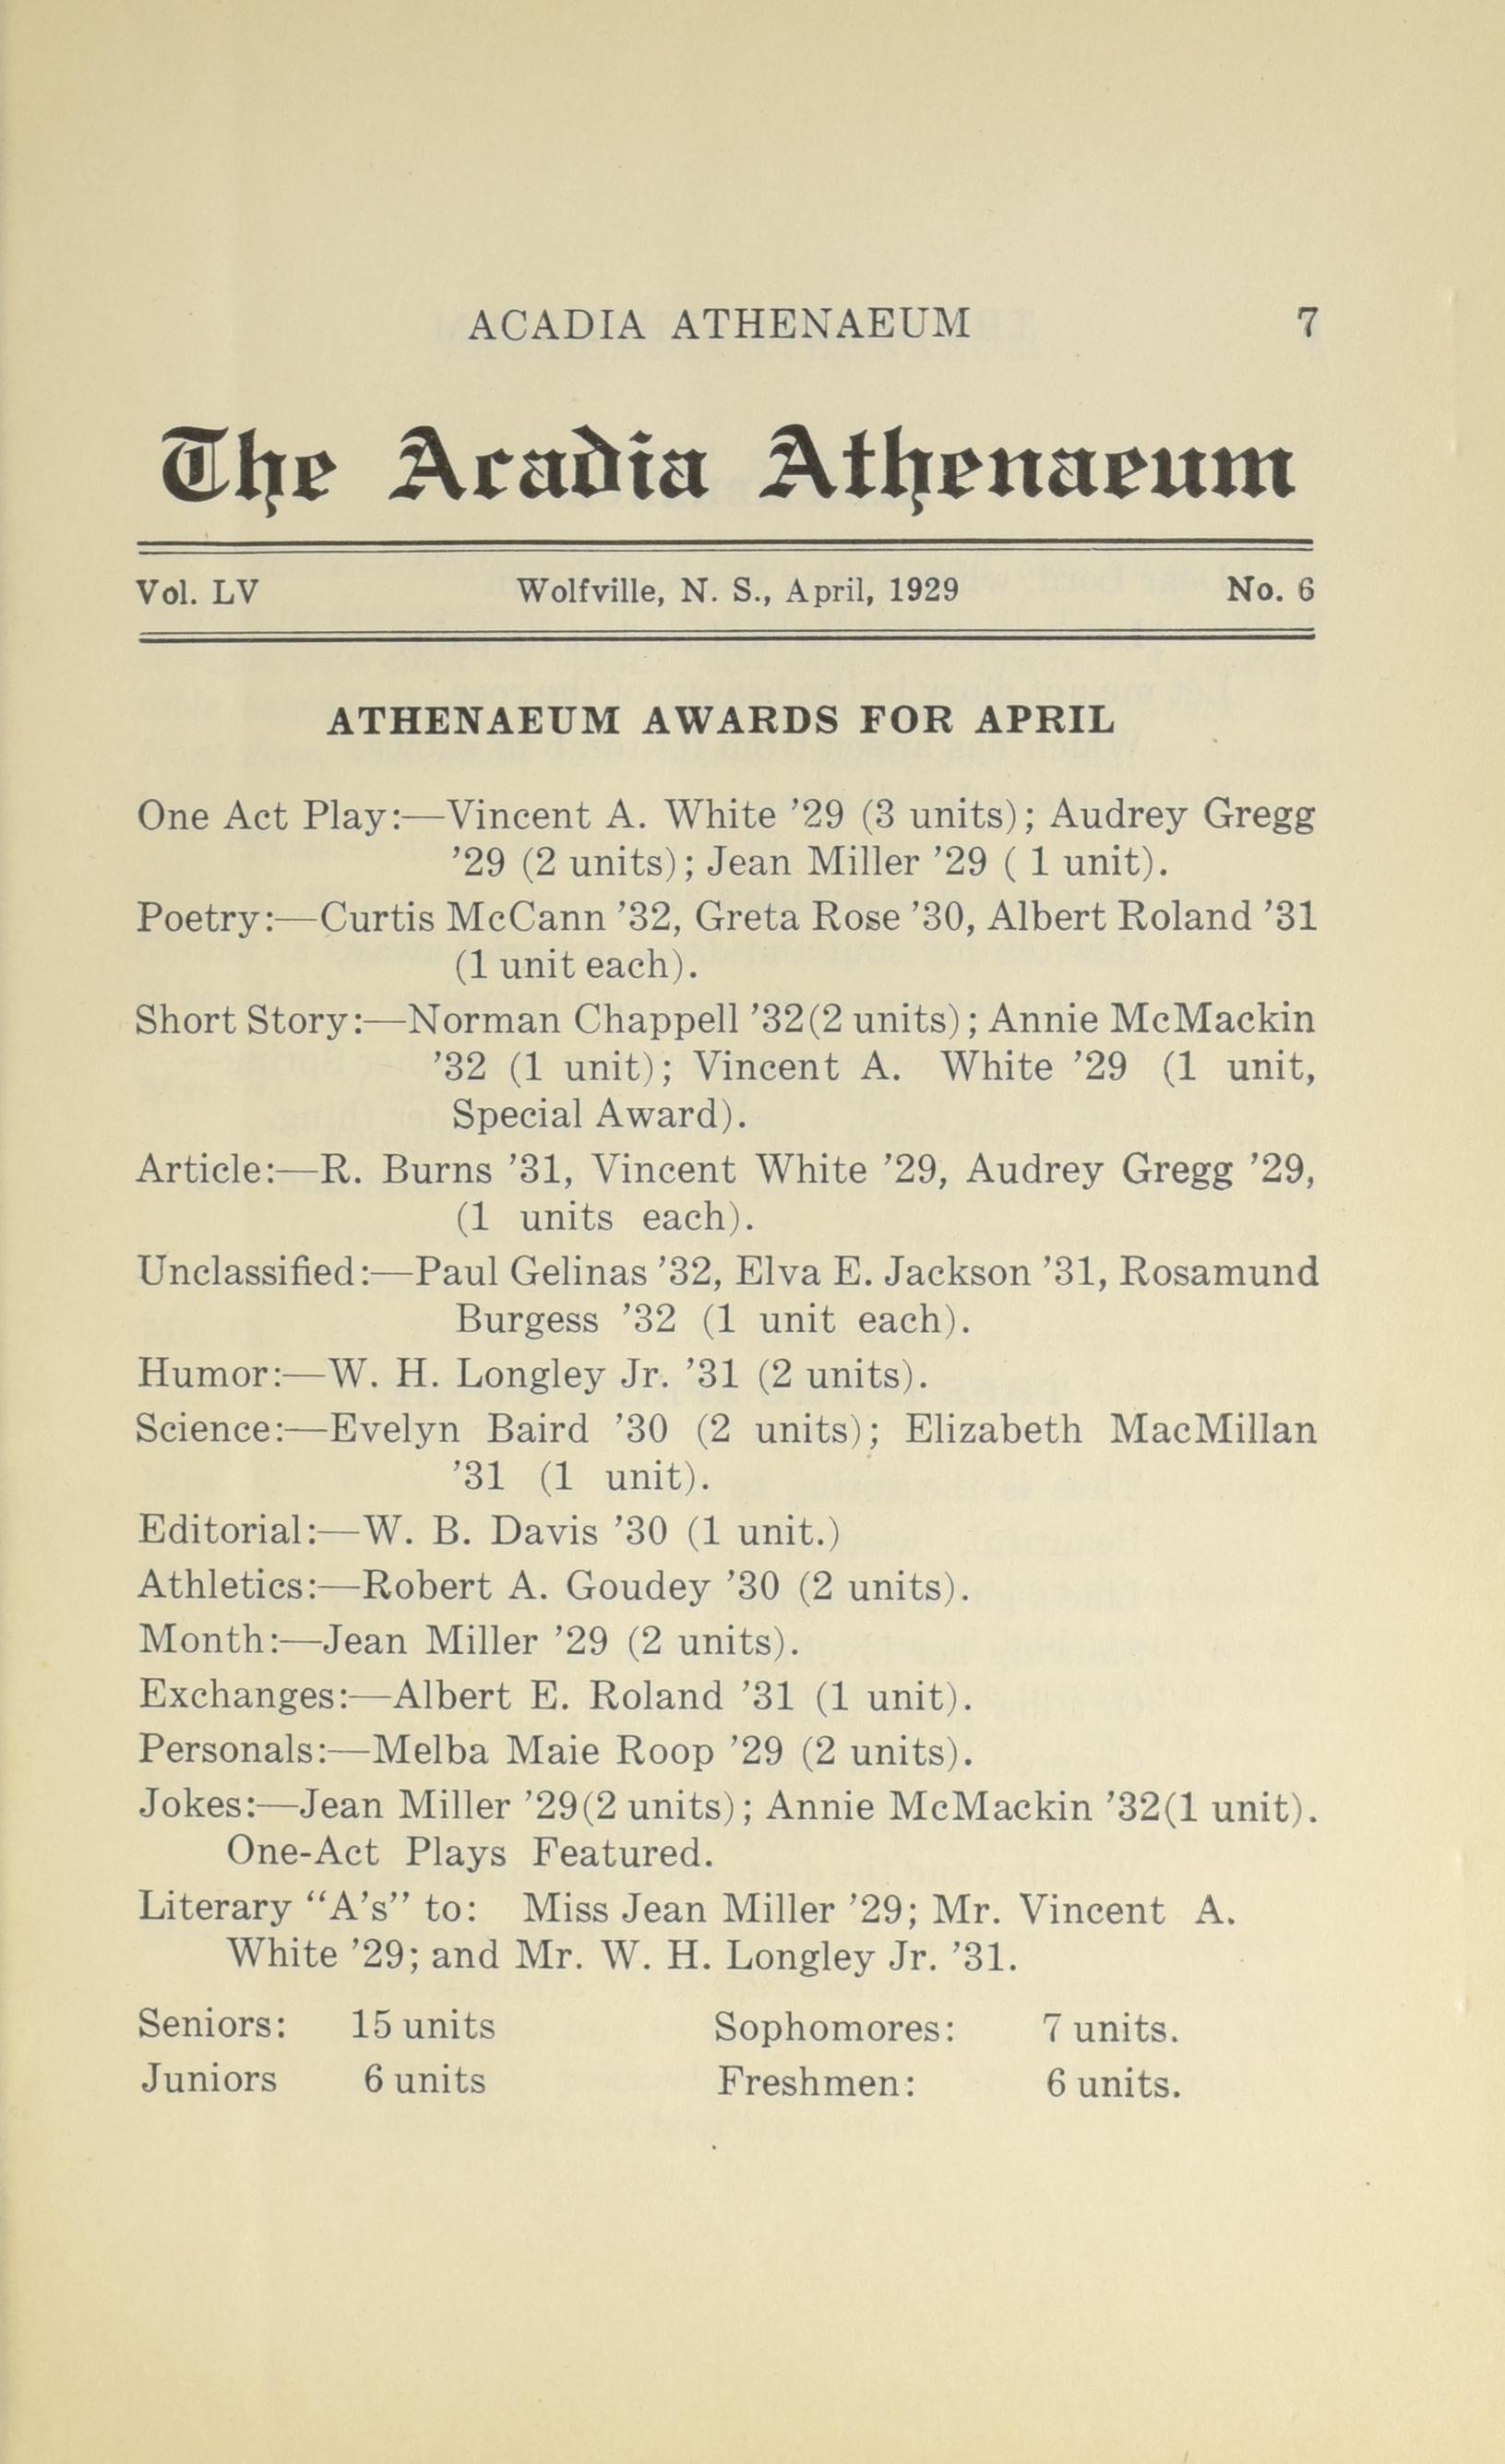 ACADIA ATHENAEUM 7
The Acadia Athenaeum
Vol. LV Wolfville, N. S., April, 1929 No. 6
ATHENAEUM AWARDS FOR APRIL
One Act Play:—Vincent A. White ’29 (3 units); Audrey Gregg
’29 (2 units); Jean Miller ’29 ( 1 unit).
Poetry:—Curtis McCann ’32, Greta Rose ’30, Albert Roland ’31
(1 unit each).
Short Story:—Norman Chappell ’32(2 units); Annie McMackin
’32 (1 unit); Vincent A. White ’29 (1 unit,
Special Award).
Article:—R. Burns ’31, Vincent White ’29, Audrey Gregg ’29,
(1 units each).
Unclassified:—Paul Gelinas ’32, Elva E. Jackson ’31, Rosamund
Burgess ’32 (1 unit each).
Humor:—W. H. Longley Jr. ’31 (2 units).
Science:—Evelyn Baird ’30 (2 units); Elizabeth MacMillan
’31 (1 unit).
Editorial:—W. B. Davis ’30 (1 unit.)
Athletics:—Robert A. Goudey ’30 (2 units).
Month:—Jean Miller ’29 (2 units).
Exchanges:—Albert E. Roland ’31 (1 unit).
Personals:—Melba Maie Roop ’29 (2 units).
Jokes:—Jean Miller ’29(2 units); Annie McMackin ’32(1 unit).
One-Act Plays Featured.
Literary “A’s” to: Miss Jean Miller ’29; Mr. Vincent A.
White ’29; and Mr. W. H. Longley Jr. ’31.
Seniors: 15 units Sophomores: 7 units.
Juniors 6 units Freshmen: 6 units.